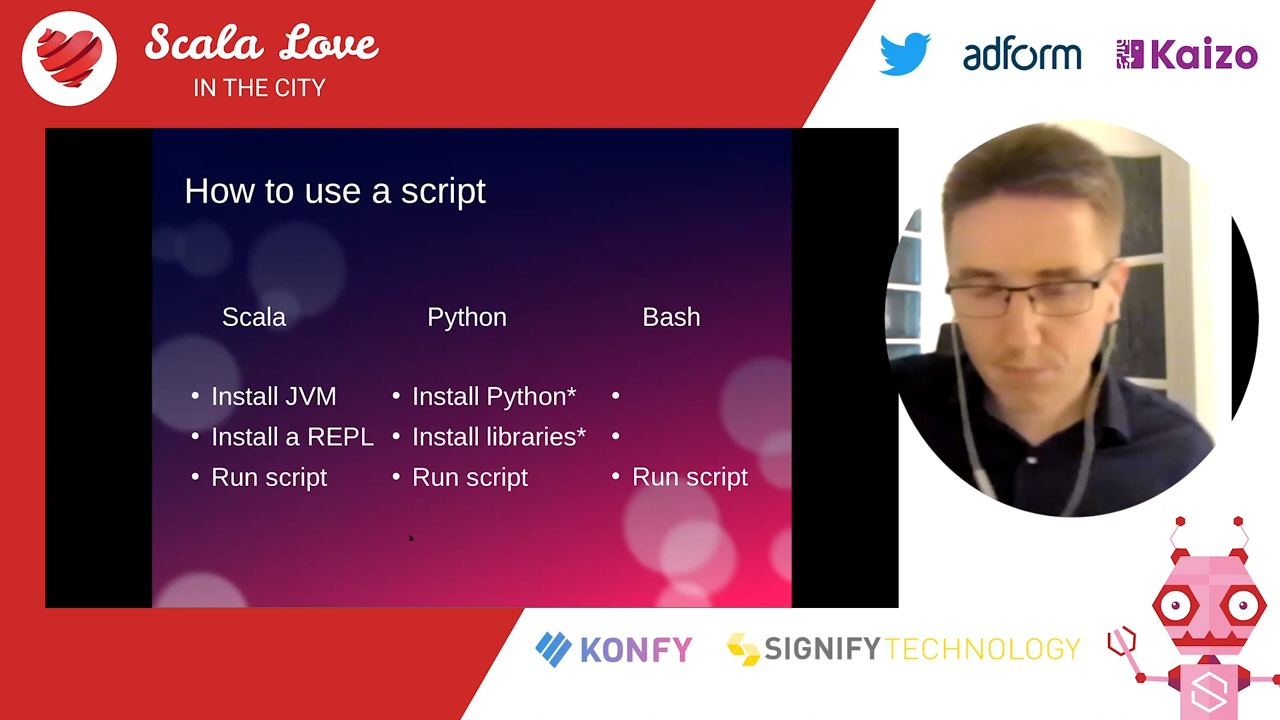 Scala Love
IN THE CITY
adform
Kaizo
How to use a script
Scala
Python
Bash
• Install JVM
• Install a REPL
• Run script
• Install Python*
• Install libraries*
• Run script
•
•
• Run script
KONFY
SIGNIFY TECHNOLOGY